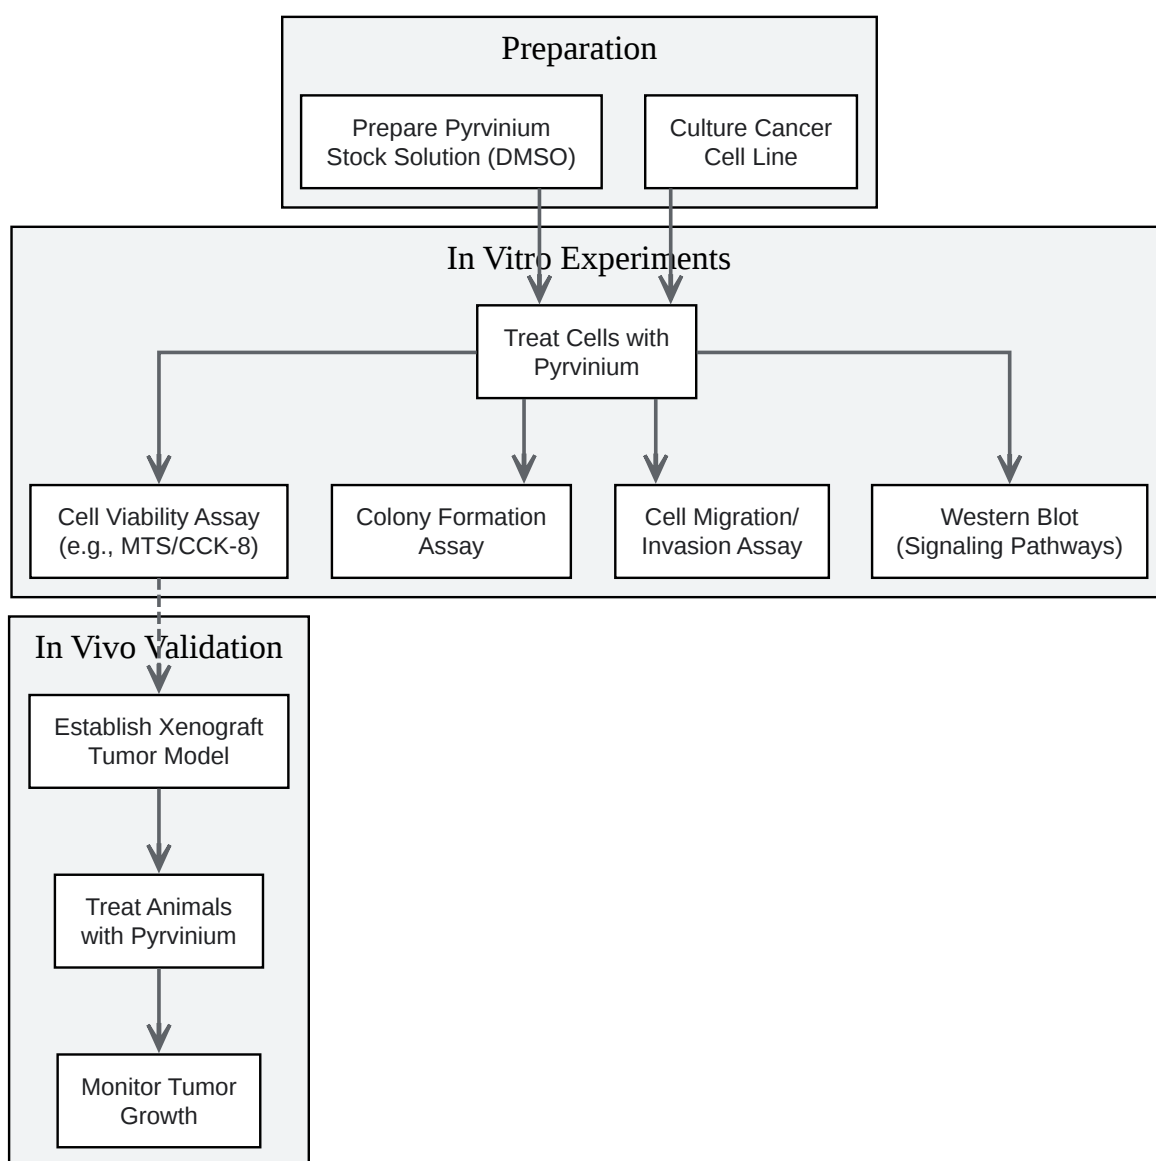 Preparation
Prepare Pyrvinium
Stock Solution (DMSO)
Culture Cancer
Cell Line
In Vitro Experiments
Treat Cells with
Pyrvinium
Cell Viability Assay
(e.g., MTS/CCK-8)
Colony Formation
Assay
Cell Migration/
Invasion Assay
Western Blot
(Signaling Pathways)
In Vivo Validation
Establish Xenograft
Tumor Model
Treat Animals
with Pyrvinium
Monitor Tumor
Growth